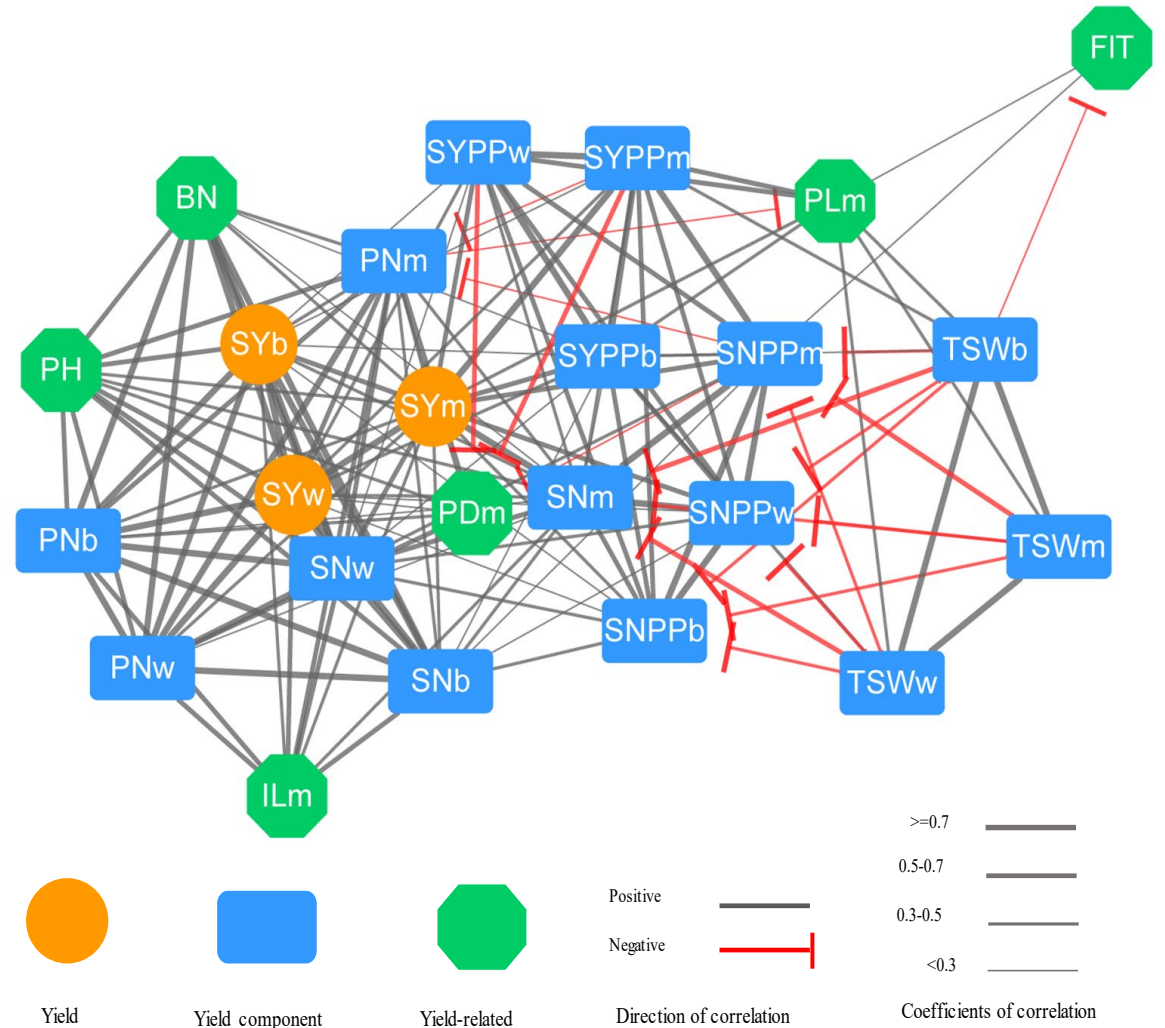 FIT
SYPPw
SYPPm
BN
PLm
PNm
SYb
SYPPb
SNPPm
TSWb
PH
SYm
SYw
PDm
SNm
SNPPw
PNb
SNw
TSWm
SNPPb
PNw
SNb
TSWw
ILm
>=0.7
0.5-0.7
Positive
0.3-0.5
Negative
<0.3
Yield
Yield component
Yield-related
Direction of correlation
Coefficients of correlation